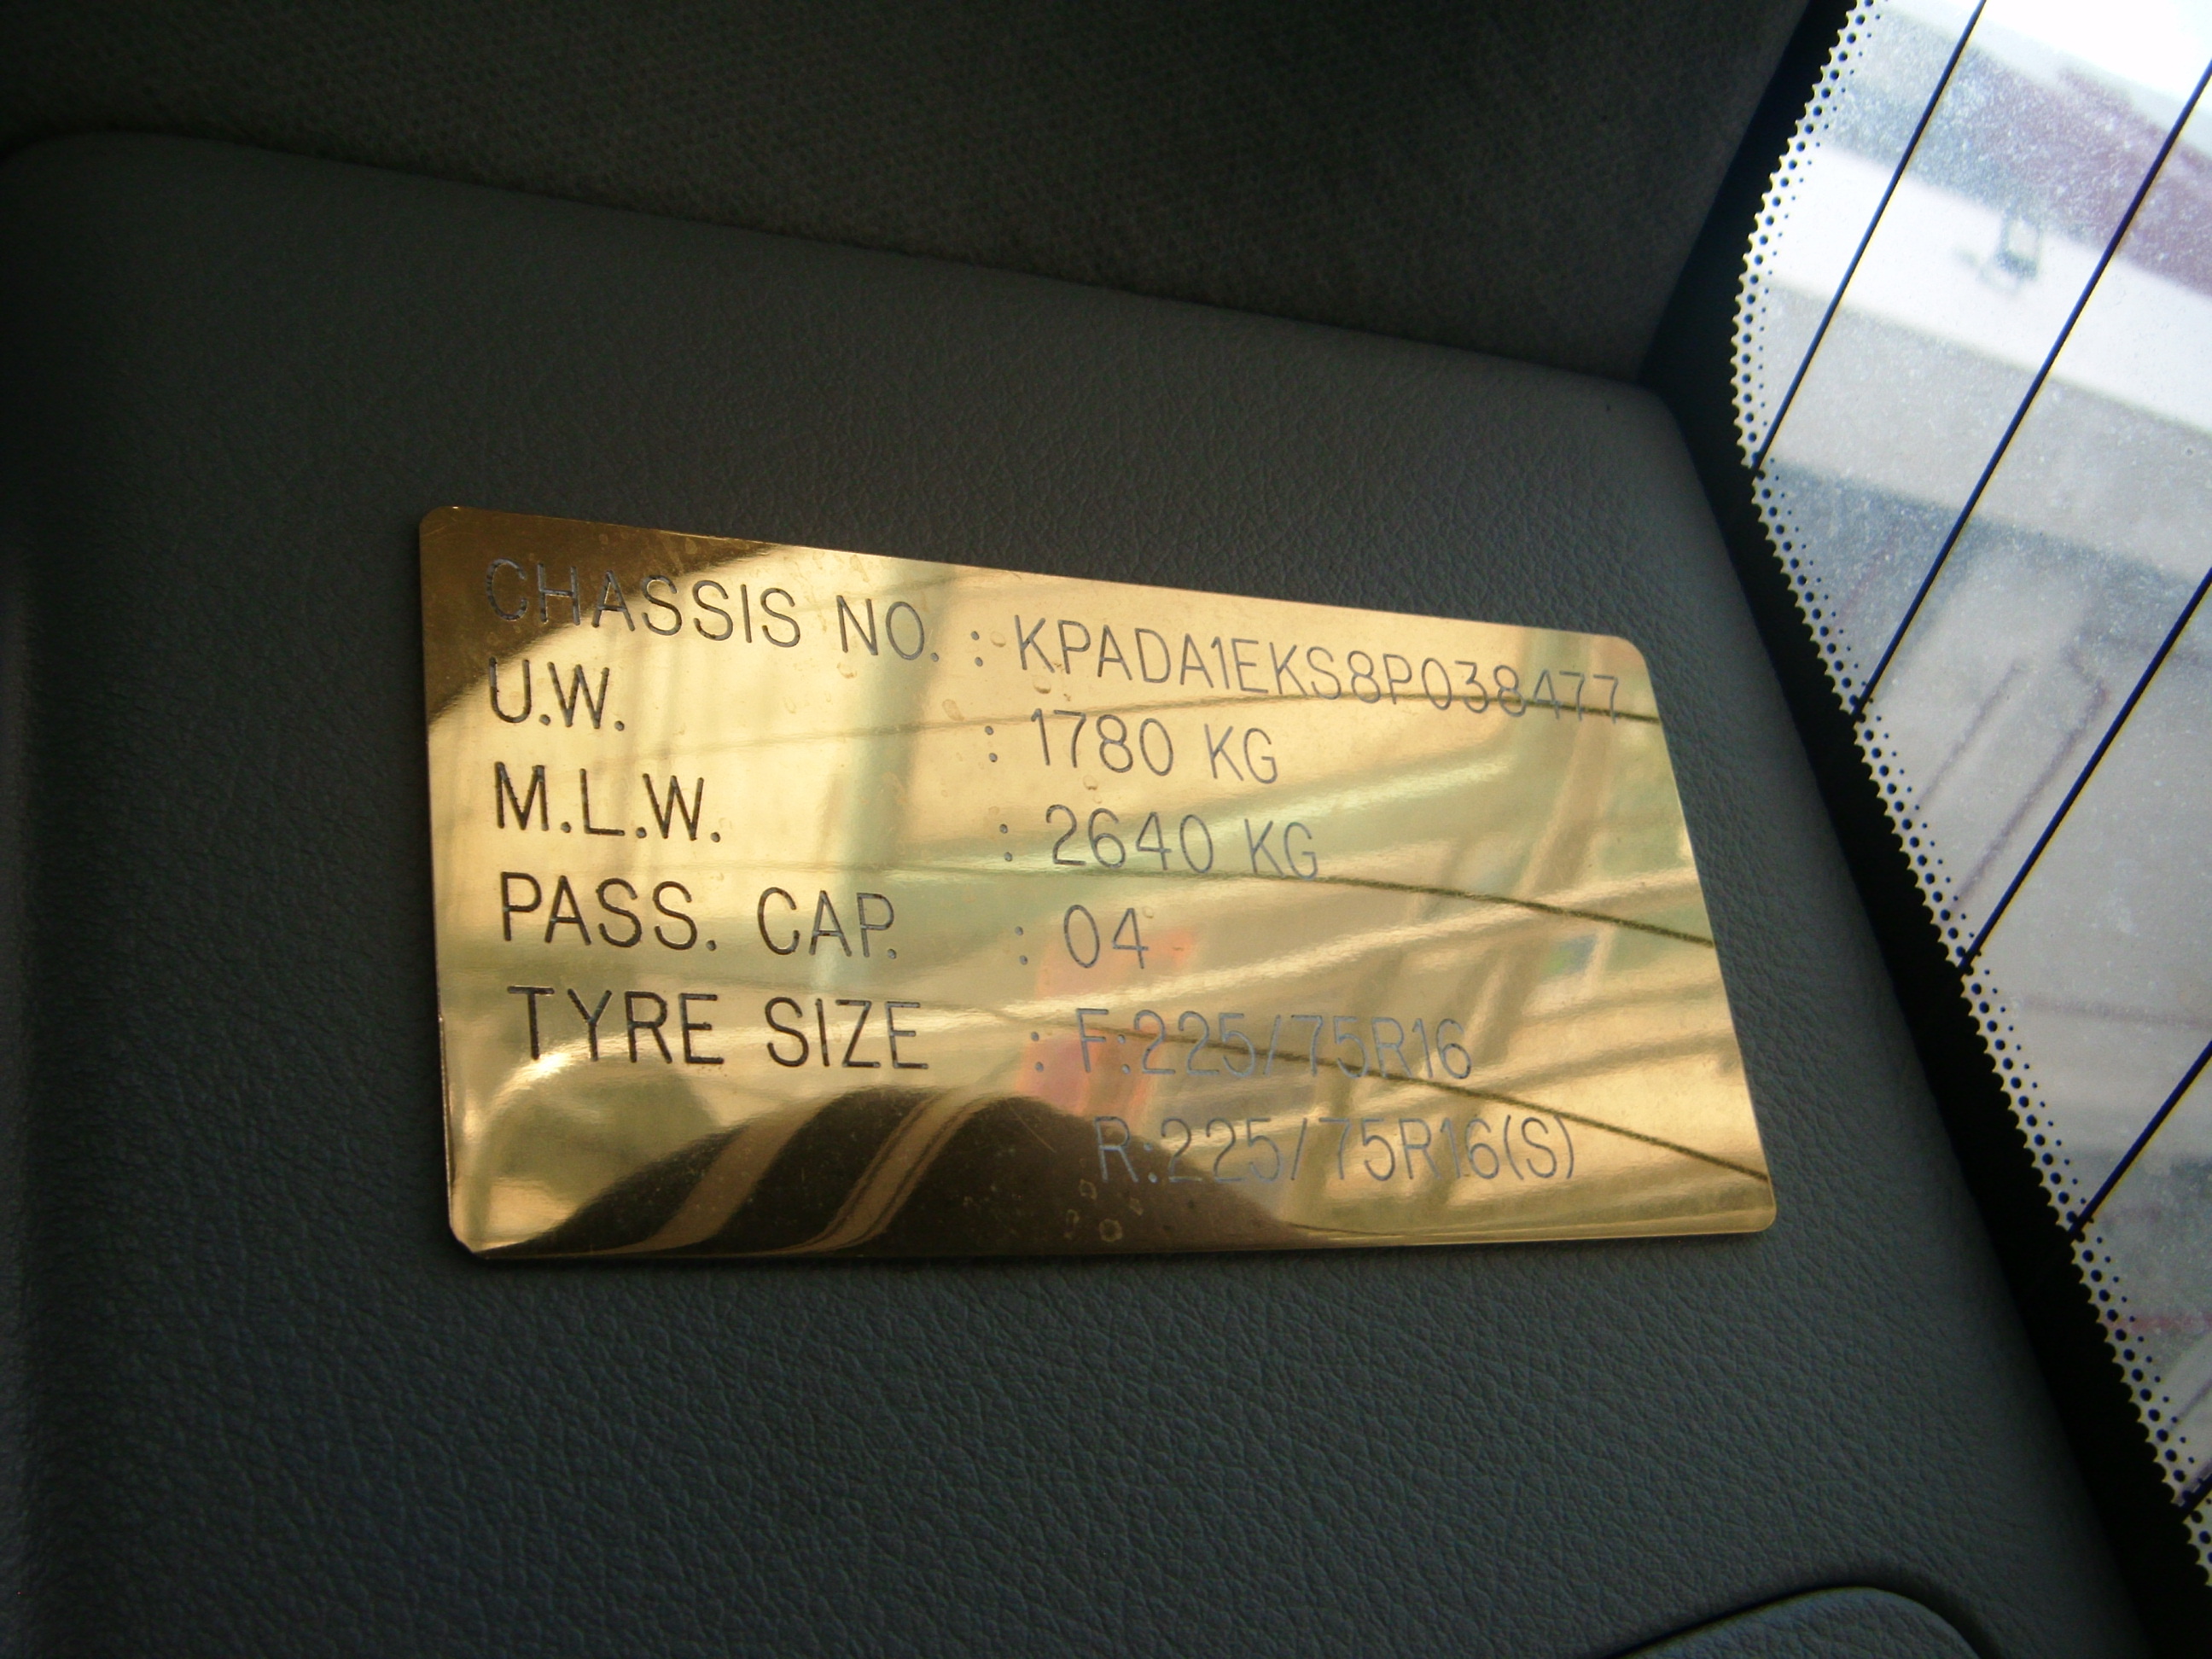 CHASSIS NO. : KPADA1EKS8P038477
U.W. : 1780 KG
M.L.W. : 2640 KG
PASS. CAP. : 04
TYRE SIZE : F:225/75R16
R:225/75R16(S)